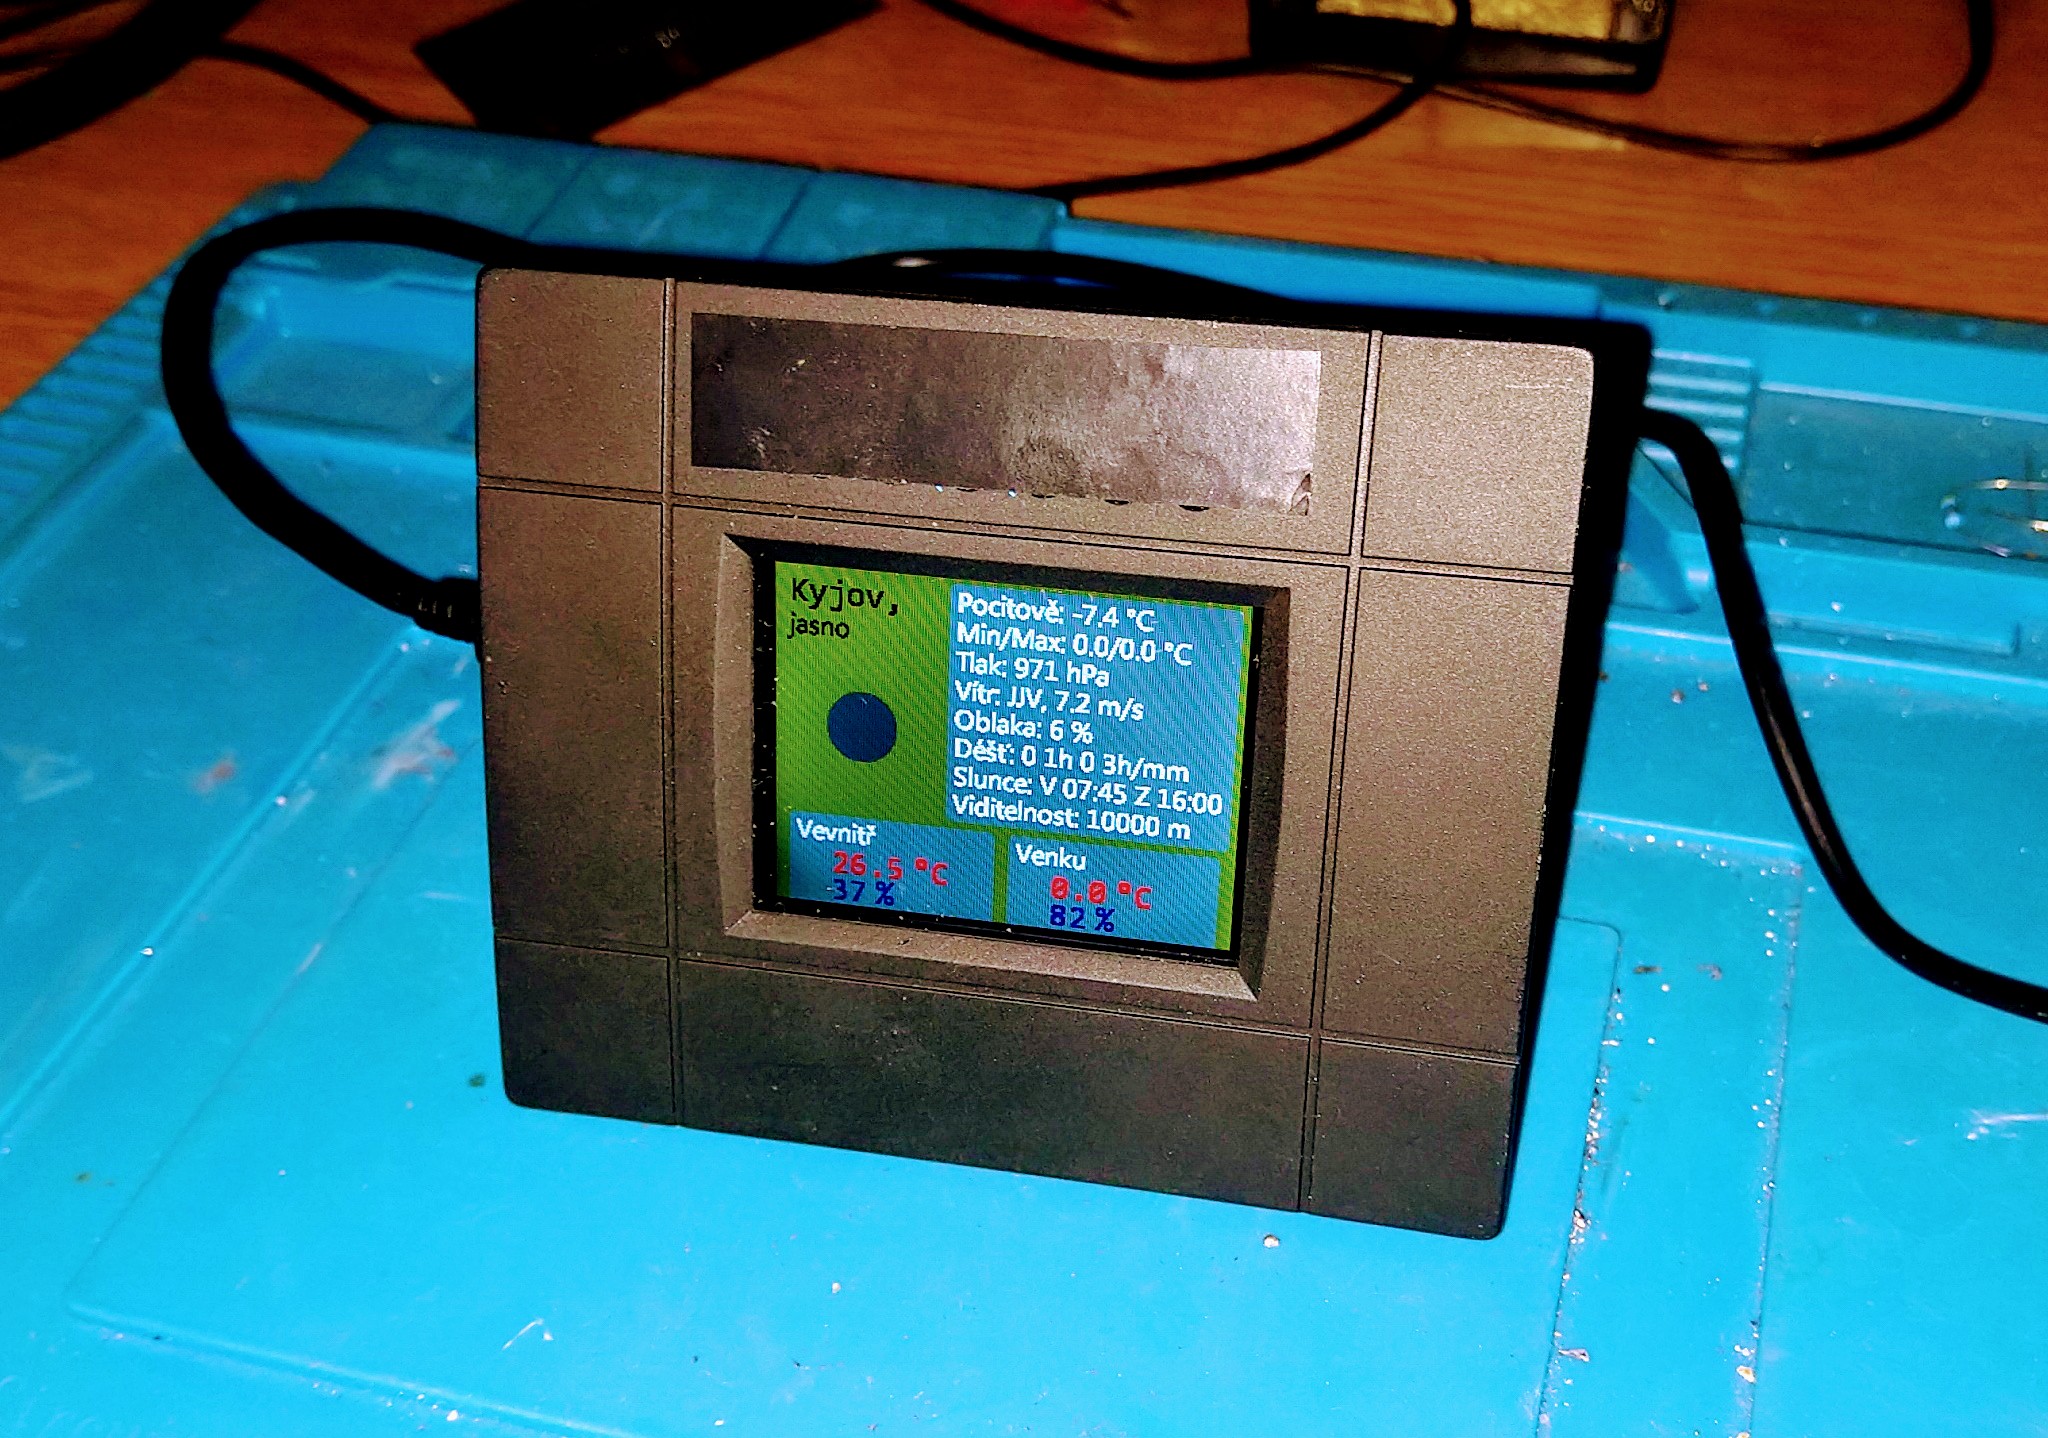 Kyjov,
jasno
Pocitově: -7.4 °C
Min/Max: 0.0/0.0 °C
Tlak: 971 hPa
Vítr: JJV, 7.2 m/s
Oblaka: 6 %
Déšť: 0 1h 0 3h/mm
Slunce: V 07:45 Z 16:00
Viditelnost: 10000 m
Vevnitř
26.5 °C
37 %
Venku
0.0 °C
82 %